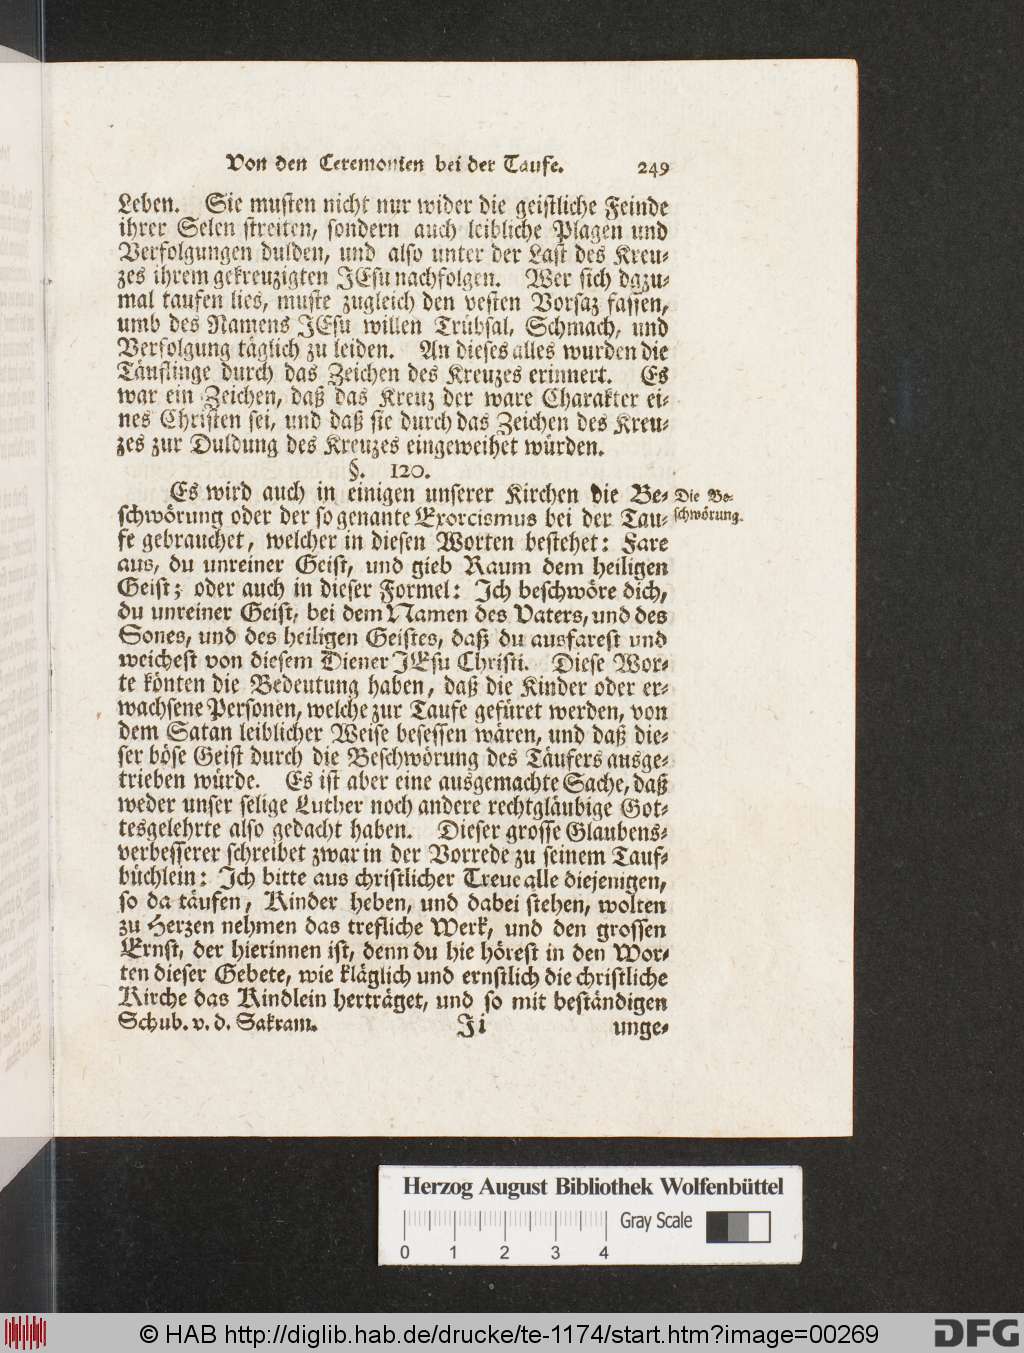 Von den Ceremonien bei der Taufe. 249
Leben. Sie musten nicht nur wider die geistliche Feinde
ihrer Selen streiten, sondern auch leibliche Plagen und
Verfolgungen dulden, und also unter der Last des Kreu-
zes ihrem gekreuzigten JEsu nachfolgen. Wer sich dazu-
mal taufen lies, muste zugleich den vesten Vorsaz fassen,
umb des Namens JEsu willen Trübsal, Schmach, und
Verfolgung täglich zu leiden. An dieses alles wurden die
Täuflinge durch das Zeichen des Kreuzes erinnert. Es
war ein Zeichen, daß das Kreuz der ware Charakter ei-
nes Christen sei, und daß sie durch das Zeichen des Kreu-
zes zur Duldung des Kreuzes eingeweihet würden.
§. 120.
Es wird auch in einigen unserer Kirchen die Be-
schwörung oder der so genante Exorcismus bei der Tau-
fe gebrauchet, welcher in diesen Worten bestehet: Fare
aus, du unreiner Geist, und gieb Raum dem heiligen
Geist; oder auch in dieser Formel: Ich beschwöre dich,
du unreiner Geist, bei dem Namen des Vaters, und des
Sones, und des heiligen Geistes, daß du ausfarest und
weichest von diesem Diener JEsu Christi. Diese Wor-
te könten die Bedeutung haben, daß die Kinder oder er-
wachsene Personen, welche zur Taufe gefüret werden, von
dem Satan leiblicher Weise besessen wären, und daß die-
ser böse Geist durch die Beschwörung des Täufers ausge-
trieben würde. Es ist aber eine ausgemachte Sache, daß
weder unser selige Luther noch andere rechtgläubige Got-
tesgelehrte also gedacht haben. Dieser grosse Glaubens-
verbesserer schreibet zwar in der Vorrede zu seinem Tauf-
büchlein: Ich bitte aus christlicher Treue alle diejenigen,
so da täufen, Kinder heben, und dabei stehen, wolten
zu Herzen nehmen das trefliche Werk, und den grossen
Ernst, der hierinnen ist, denn du hie hörest in den Wor-
ten dieser Gebete, wie kläglich und ernstlich die christliche
Kirche das Kindlein herträget, und so mit beständigen
Schub. v. d. Sakram. Ii unge-
Die Be-
schwörung.
Herzog August Bibliothek Wolfenbüttel
Gray Scale
0 1 2 3 4
© HAB http://diglib.hab.de/drucke/te-1174/start.htm?image=00269
DFG